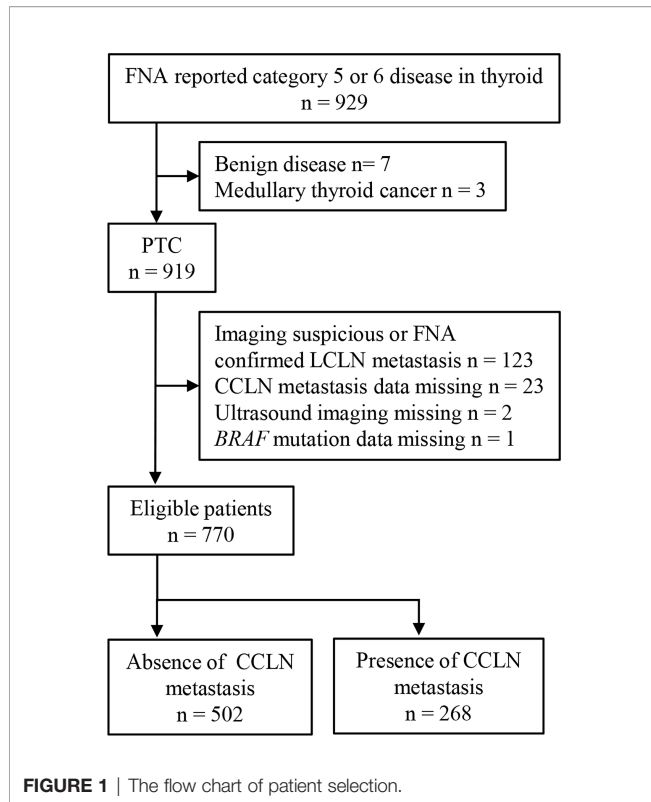 FNA reported category 5 or 6 disease in thyroid
n = 929
Benign disease n= 7
Medullary thyroid cancer n = 3
PTC
n = 919
Imaging suspicious or FNA
confirmed LCLN metastasis n = 123
CCLN metastasis data missing n = 23
Ultrasound imaging missing n = 2
BRAF mutation data missing n = 1
Eligible patients
n = 770
Absence of CCLN
metastasis
n = 502
Presence of CCLN
metastasis
n = 268
FIGURE 1 | The flow chart of patient selection.